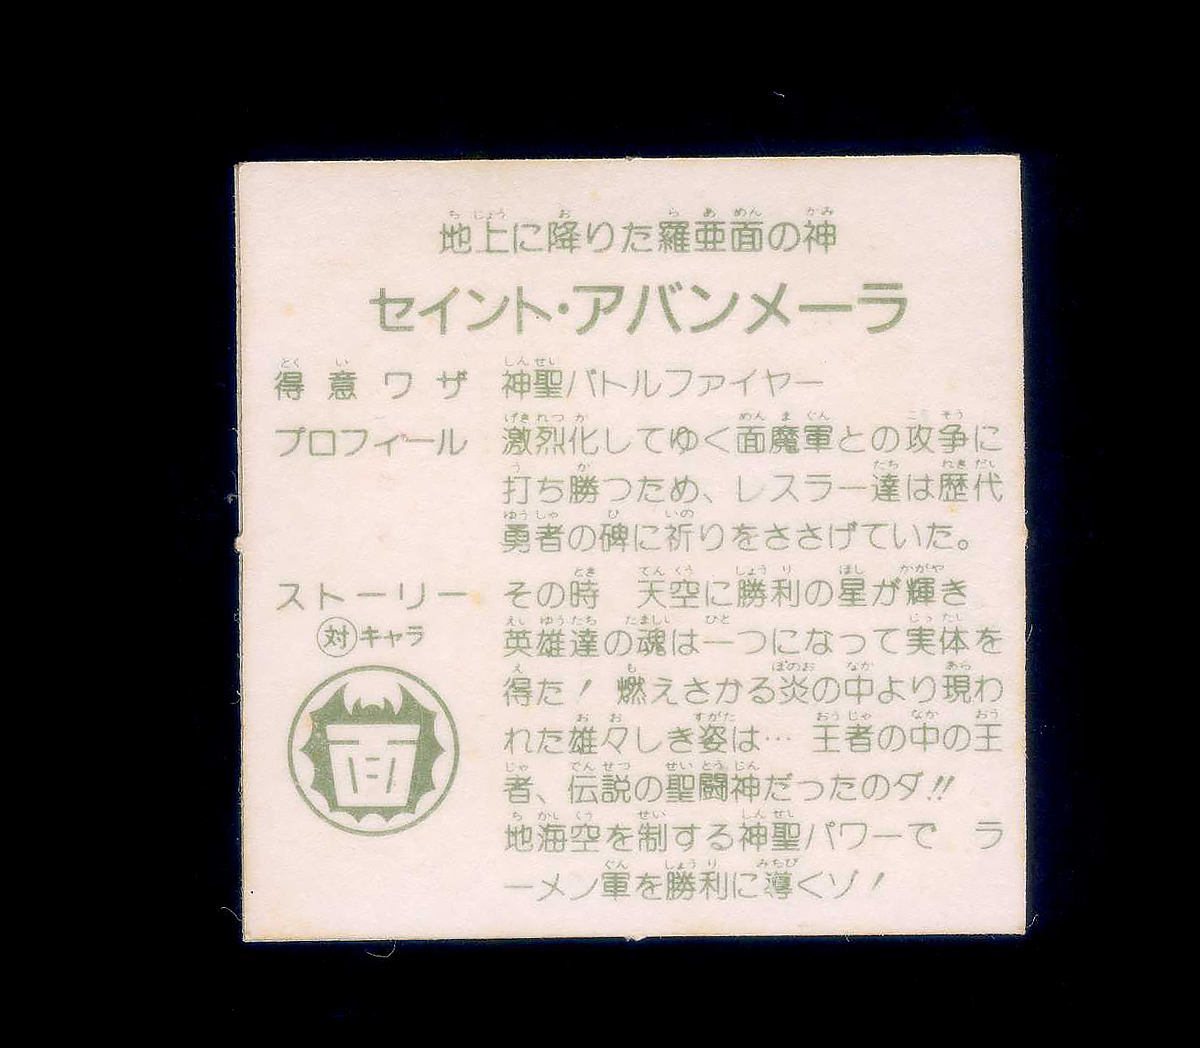 地上に降りた羅亜面の神
セイント・アバンメーラ
得意ワザ 神聖バトルファイヤー
プロフィール 激烈化してゆく面魔軍との攻争に
打ち勝つため、レスラー達は歴代
勇者の碑に祈りをささげていた。
ストーリー その時 天空に勝利の星が輝き
対キャラ 英雄達の魂は一つになって実体を
得た! 燃えさかる炎の中より現わ
れた雄々しき姿は… 王者の中の王
者、伝説の聖闘神だったのダ!!
地海空を制する神聖パワーで ラ
ーメン軍を勝利に導くゾ!